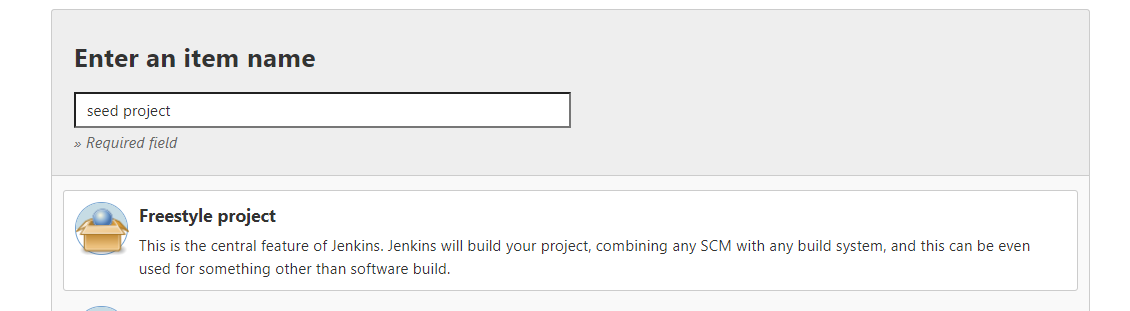 Enter an item name
seed project
» Required field
Freestyle project
This is the central feature of Jenkins. Jenkins will build your project, combining any SCM with any build system, and this can be even
used for something other than software build.